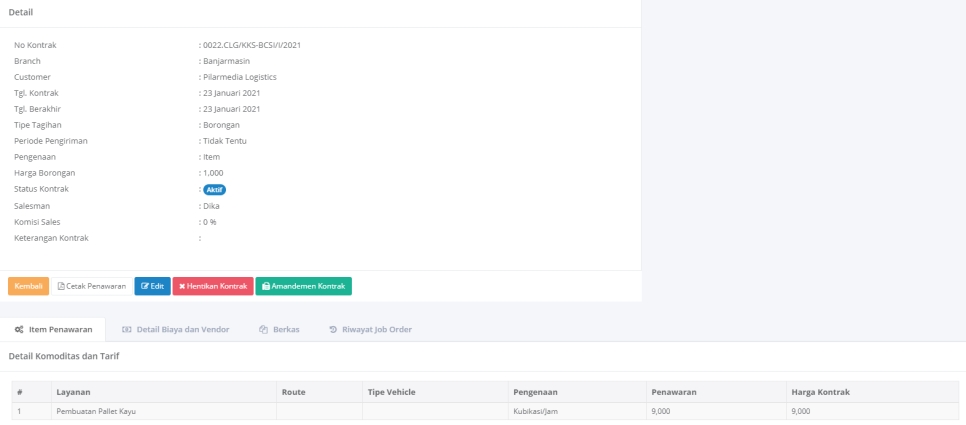 Detail
No Kontrak : 0022.CLG/KKS-BCSI/I/2021
Branch : Banjarmasin
Customer : Pilarmedia Logistics
Tgl. Kontrak : 23 Januari 2021
Tgl. Berakhir : 23 Januari 2021
Tipe Tagihan : Borongan
Periode Pengiriman : Tidak Tentu
Pengenaan : Item
Harga Borongan : 1,000
Status Kontrak : Aktif
Salesman : Dika
Komisi Sales : 0 %
Keterangan Kontrak :
Kembali Cetak Penawaran Edit Hentikan Kontrak Amandemen Kontrak
Item Penawaran Detail Biaya dan Vendor Berkas Riwayat Job Order
Detail Komoditas dan Tarif
# Layanan Route Tipe Vehicle Pengenaan Penawaran Harga Kontrak
1 Pembuatan Pallet Kayu Kubikasi/Jam 9,000 9,000